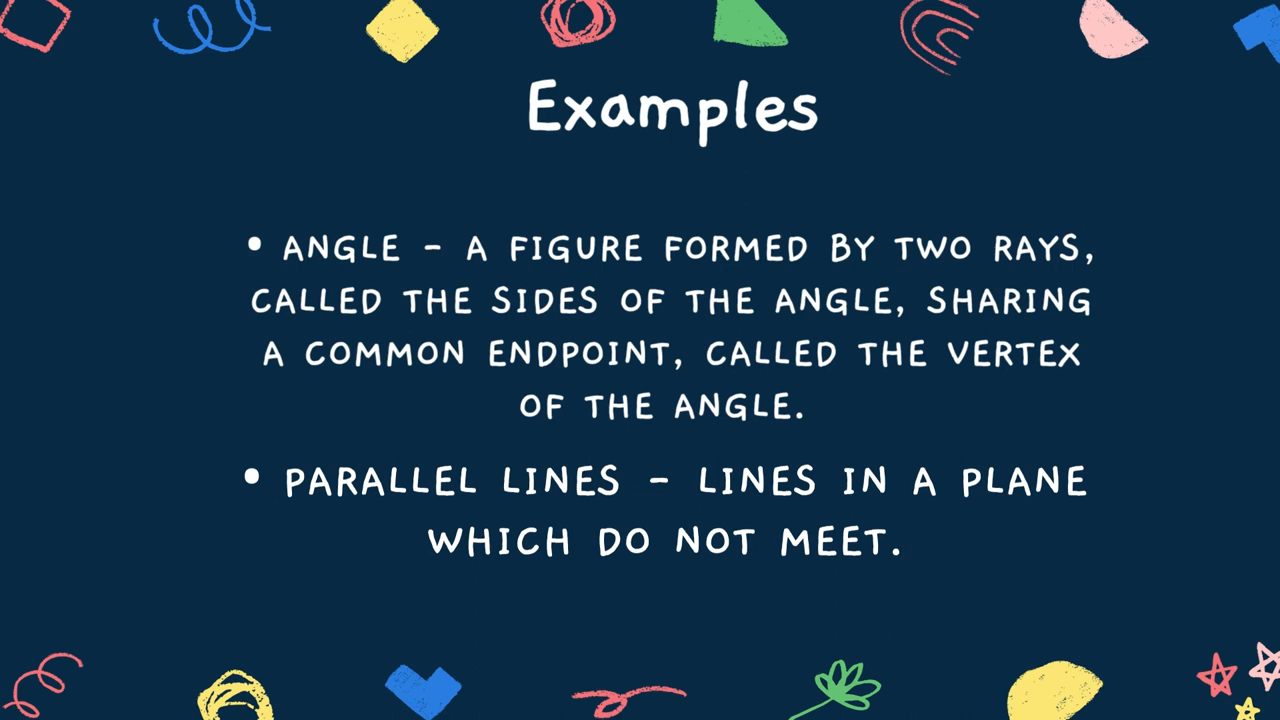 Examples
• ANGLE – A FIGURE FORMED BY TWO RAYS,
CALLED THE SIDES OF THE ANGLE, SHARING
A COMMON ENDPOINT, CALLED THE VERTEX
OF THE ANGLE.
• PARALLEL LINES – LINES IN A PLANE
WHICH DO NOT MEET.